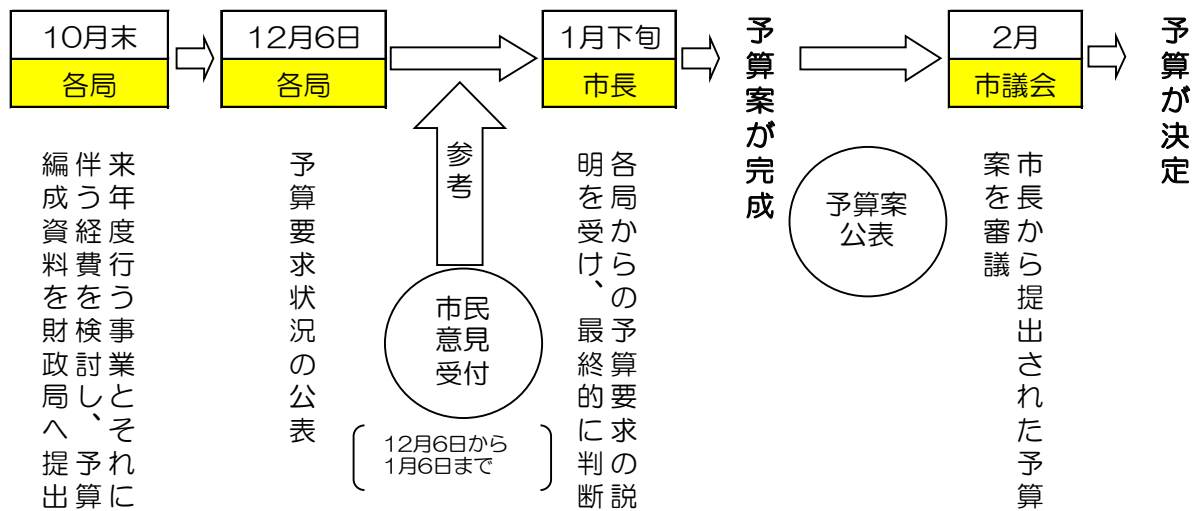 10月末
各局
来年度行う事業とそれに
伴う経費を検討し、予算
編成資料を財政局へ提出
12月6日
各局
予算要求状況の公表
参考
市民
意見
受付
12月6日から
1月6日まで
1月下旬
市長
各局からの予算要求の説
明を受け、最終的に判断
予算案が完成
予算案
公表
2月
市議会
市長から提出された予算
案を審議
予算が決定